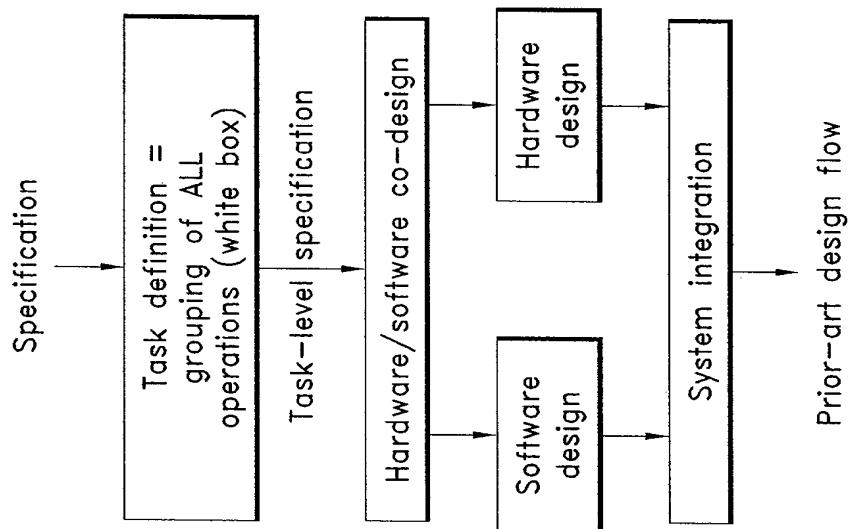 Specification
Task definition =
grouping of ALL
operations (white box)
Task-level specification
Hardware/software co-design
Software
design
Hardware
design
System integration
Prior-art design flow